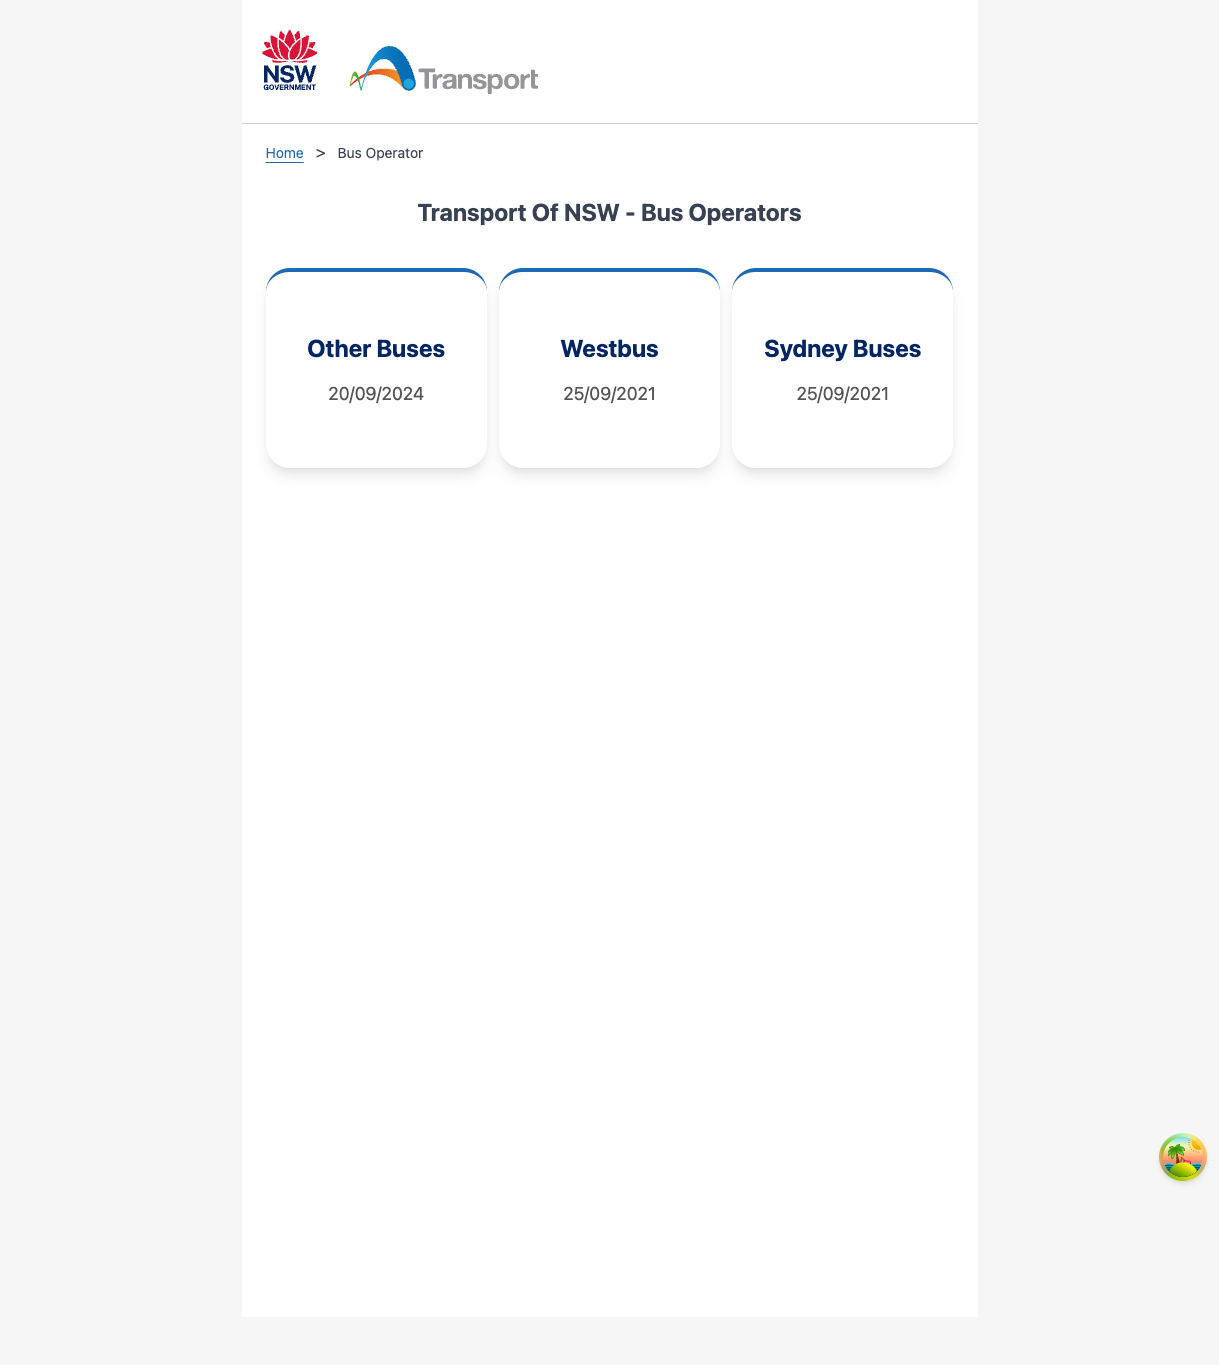 NSW
GOVERNMENT
Transport
Home > Bus Operator
Transport Of NSW - Bus Operators
Other Buses
20/09/2024
Westbus
25/09/2021
Sydney Buses
25/09/2021